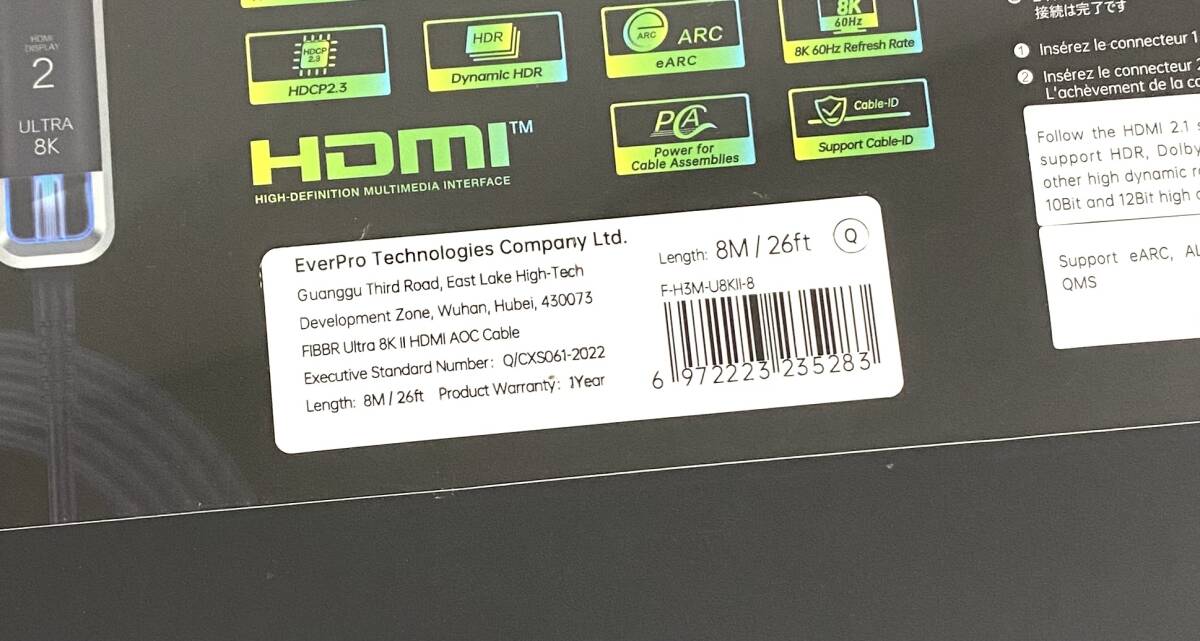 HDMI
DISPLAY
2
ULTRA
8K
HDCP
2.3
HDCP2.3
HDR
Dynamic HDR
ARC
ARC
eARC
8K
60Hz
8K 60Hz Refresh Rate
HDMI™
HIGH-DEFINITION MULTIMEDIA INTERFACE
PCA
Power for
Cable Assemblies
Cable-ID
Support Cable-ID
接続は完了です
① Insérez le connecteur 1
② Insérez le connecteur 2
L'achèvement de la
Follow the HDMI 2.1
support HDR, Dolby
other high dynamic
10Bit and 12Bit high
Support eARC,
QMS
EverPro Technologies Company Ltd.
Guanggu Third Road, East Lake High-Tech
Development Zone, Wuhan, Hubei, 430073
FIBBR Ultra 8K II HDMI AOC Cable
Executive Standard Number: Q/CXS061-2022
Length: 8M / 26ft Product Warranty: 1Year
Length: 8M / 26ft Q
F-H3M-U8KII-8
6 972223 235283